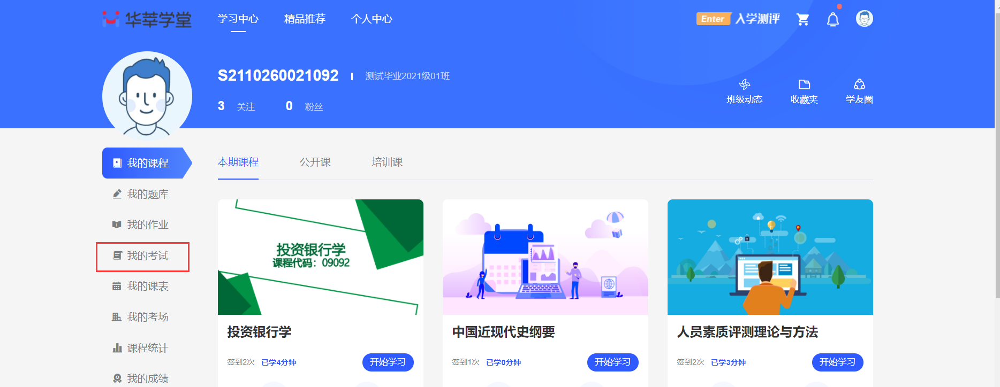 华莘学堂
学习中心
精品推荐
个人中心
Enter 入学测评
S2110260021092
测试毕业2021级01班
3 关注
0 粉丝
班级动态
收藏夹
学友圈
我的课程
我的题库
我的作业
我的考试
我的课表
我的考场
课程统计
我的成绩
本期课程
公开课
培训课
投资银行学
课程代码：09092
投资银行学
签到2次 已学4分钟
开始学习
中国近现代史纲要
签到1次 已学0分钟
开始学习
人员素质评测理论与方法
签到2次 已学3分钟
开始学习